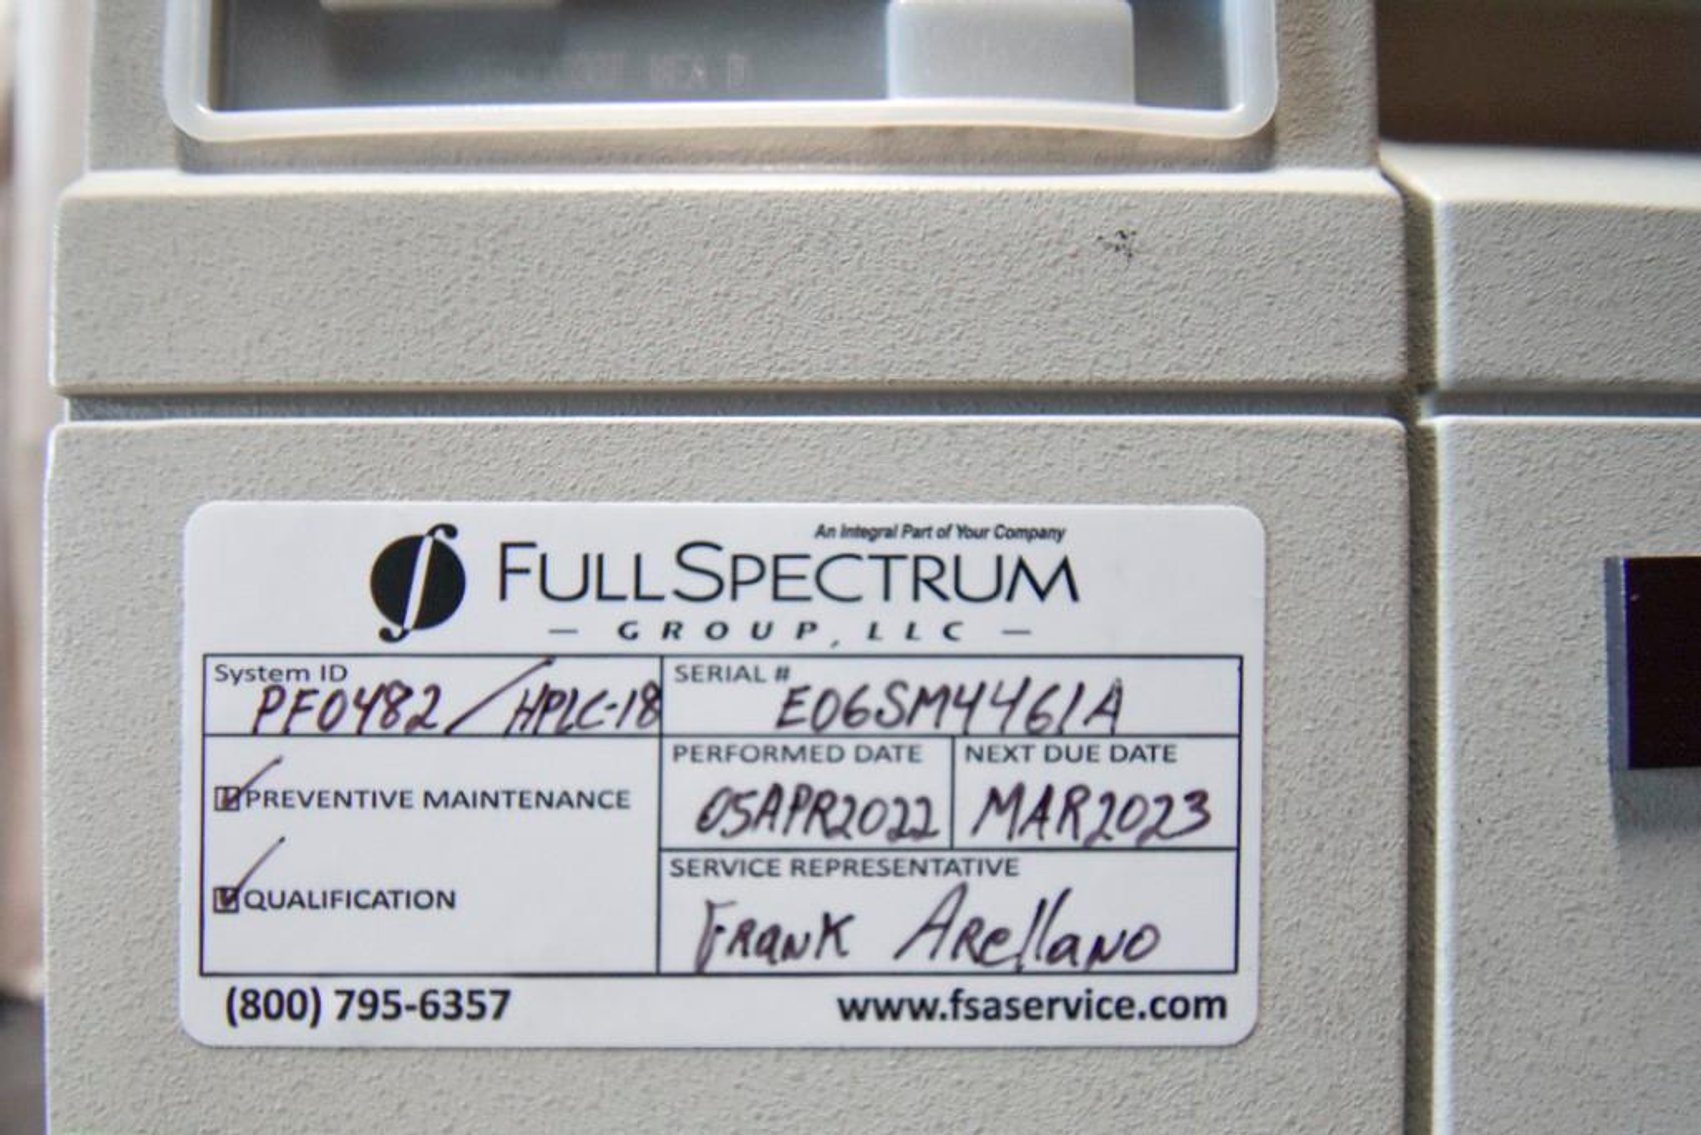 An Integral Part of Your Company
FULLSPECTRUM
— GROUP, LLC —
System ID
PF0482 / HPLC-18
SERIAL #
E06SM4461A
PREVENTIVE MAINTENANCE
PERFORMED DATE
05APR2022
NEXT DUE DATE
MAR2023
QUALIFICATION
SERVICE REPRESENTATIVE
Frank Arellano
(800) 795-6357
www.fsaservice.com